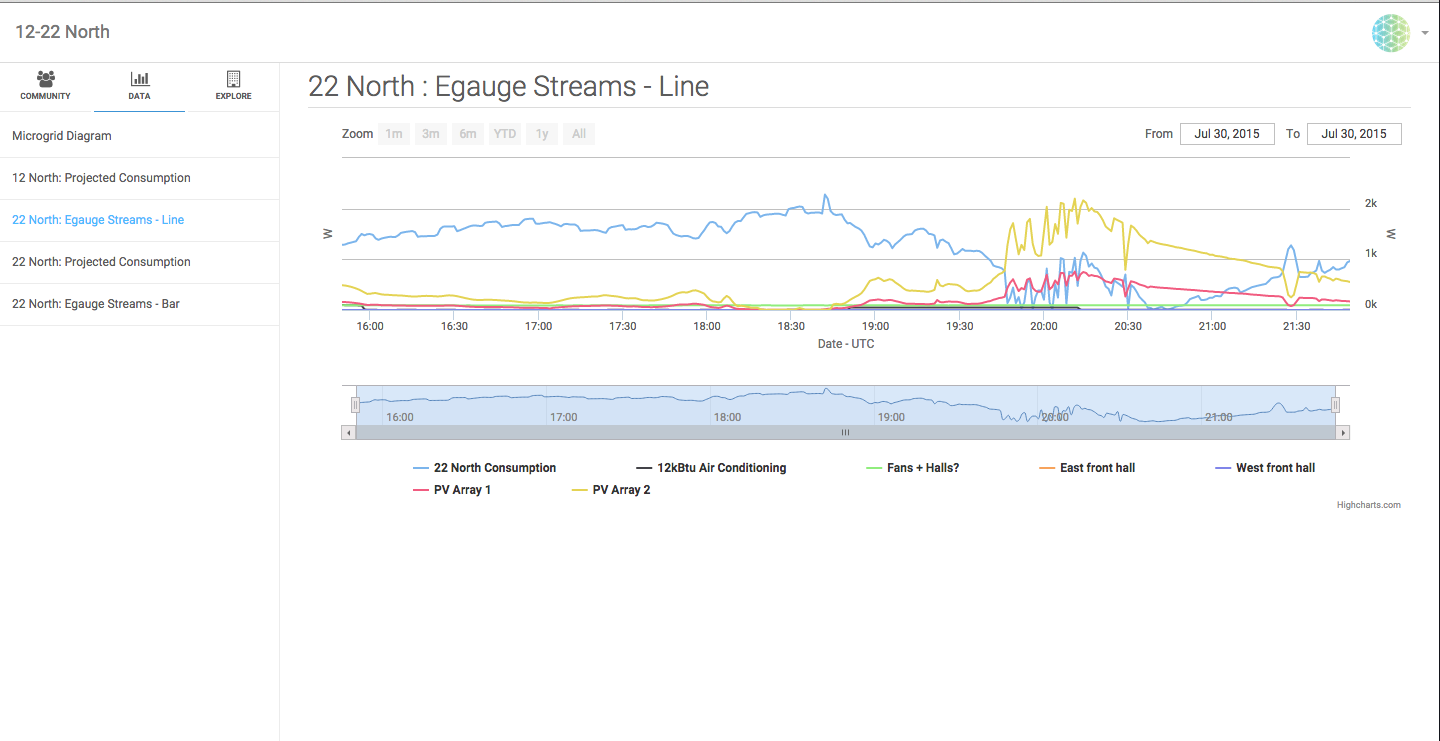 12-22 North
COMMUNITY DATA EXPLORE
Microgrid Diagram
12 North: Projected Consumption
22 North: Egauge Streams - Line
22 North: Projected Consumption
22 North: Egauge Streams - Bar
22 North : Egauge Streams - Line
Zoom 1m 3m 6m YTD 1y All From Jul 30, 2015 To Jul 30, 2015
2k
W W
1k
0k
16:00 16:30 17:00 17:30 18:00 18:30 19:00 19:30 20:00 20:30 21:00 21:30
Date - UTC
16:00 17:00 18:00 19:00 20:00 21:00
22 North Consumption 12kBtu Air Conditioning Fans + Halls? East front hall West front hall
PV Array 1 PV Array 2
Highcharts.com